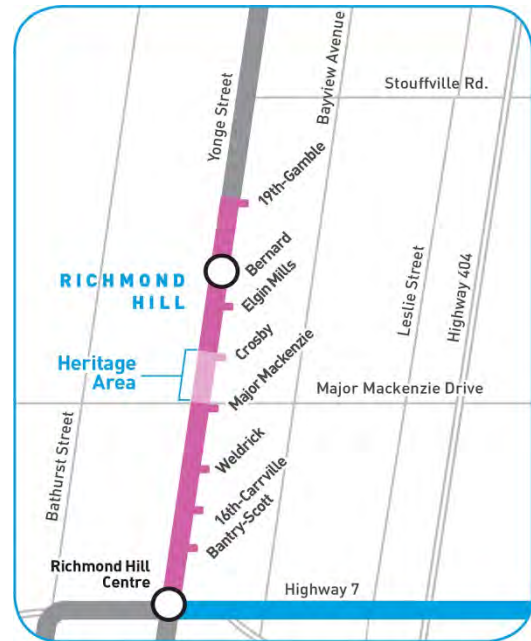 Stouffville Rd.
Yonge Street
Bayview Avenue
19th-Gamble
Bernard
RICHMOND
HILL
Elgin Mills
Leslie Street
Highway 404
Crosby
Heritage
Area
Major Mackenzie
Major Mackenzie Drive
Bathurst Street
Weldrick
16th-Carrville
Bantry-Scott
Richmond Hill
Centre
Highway 7